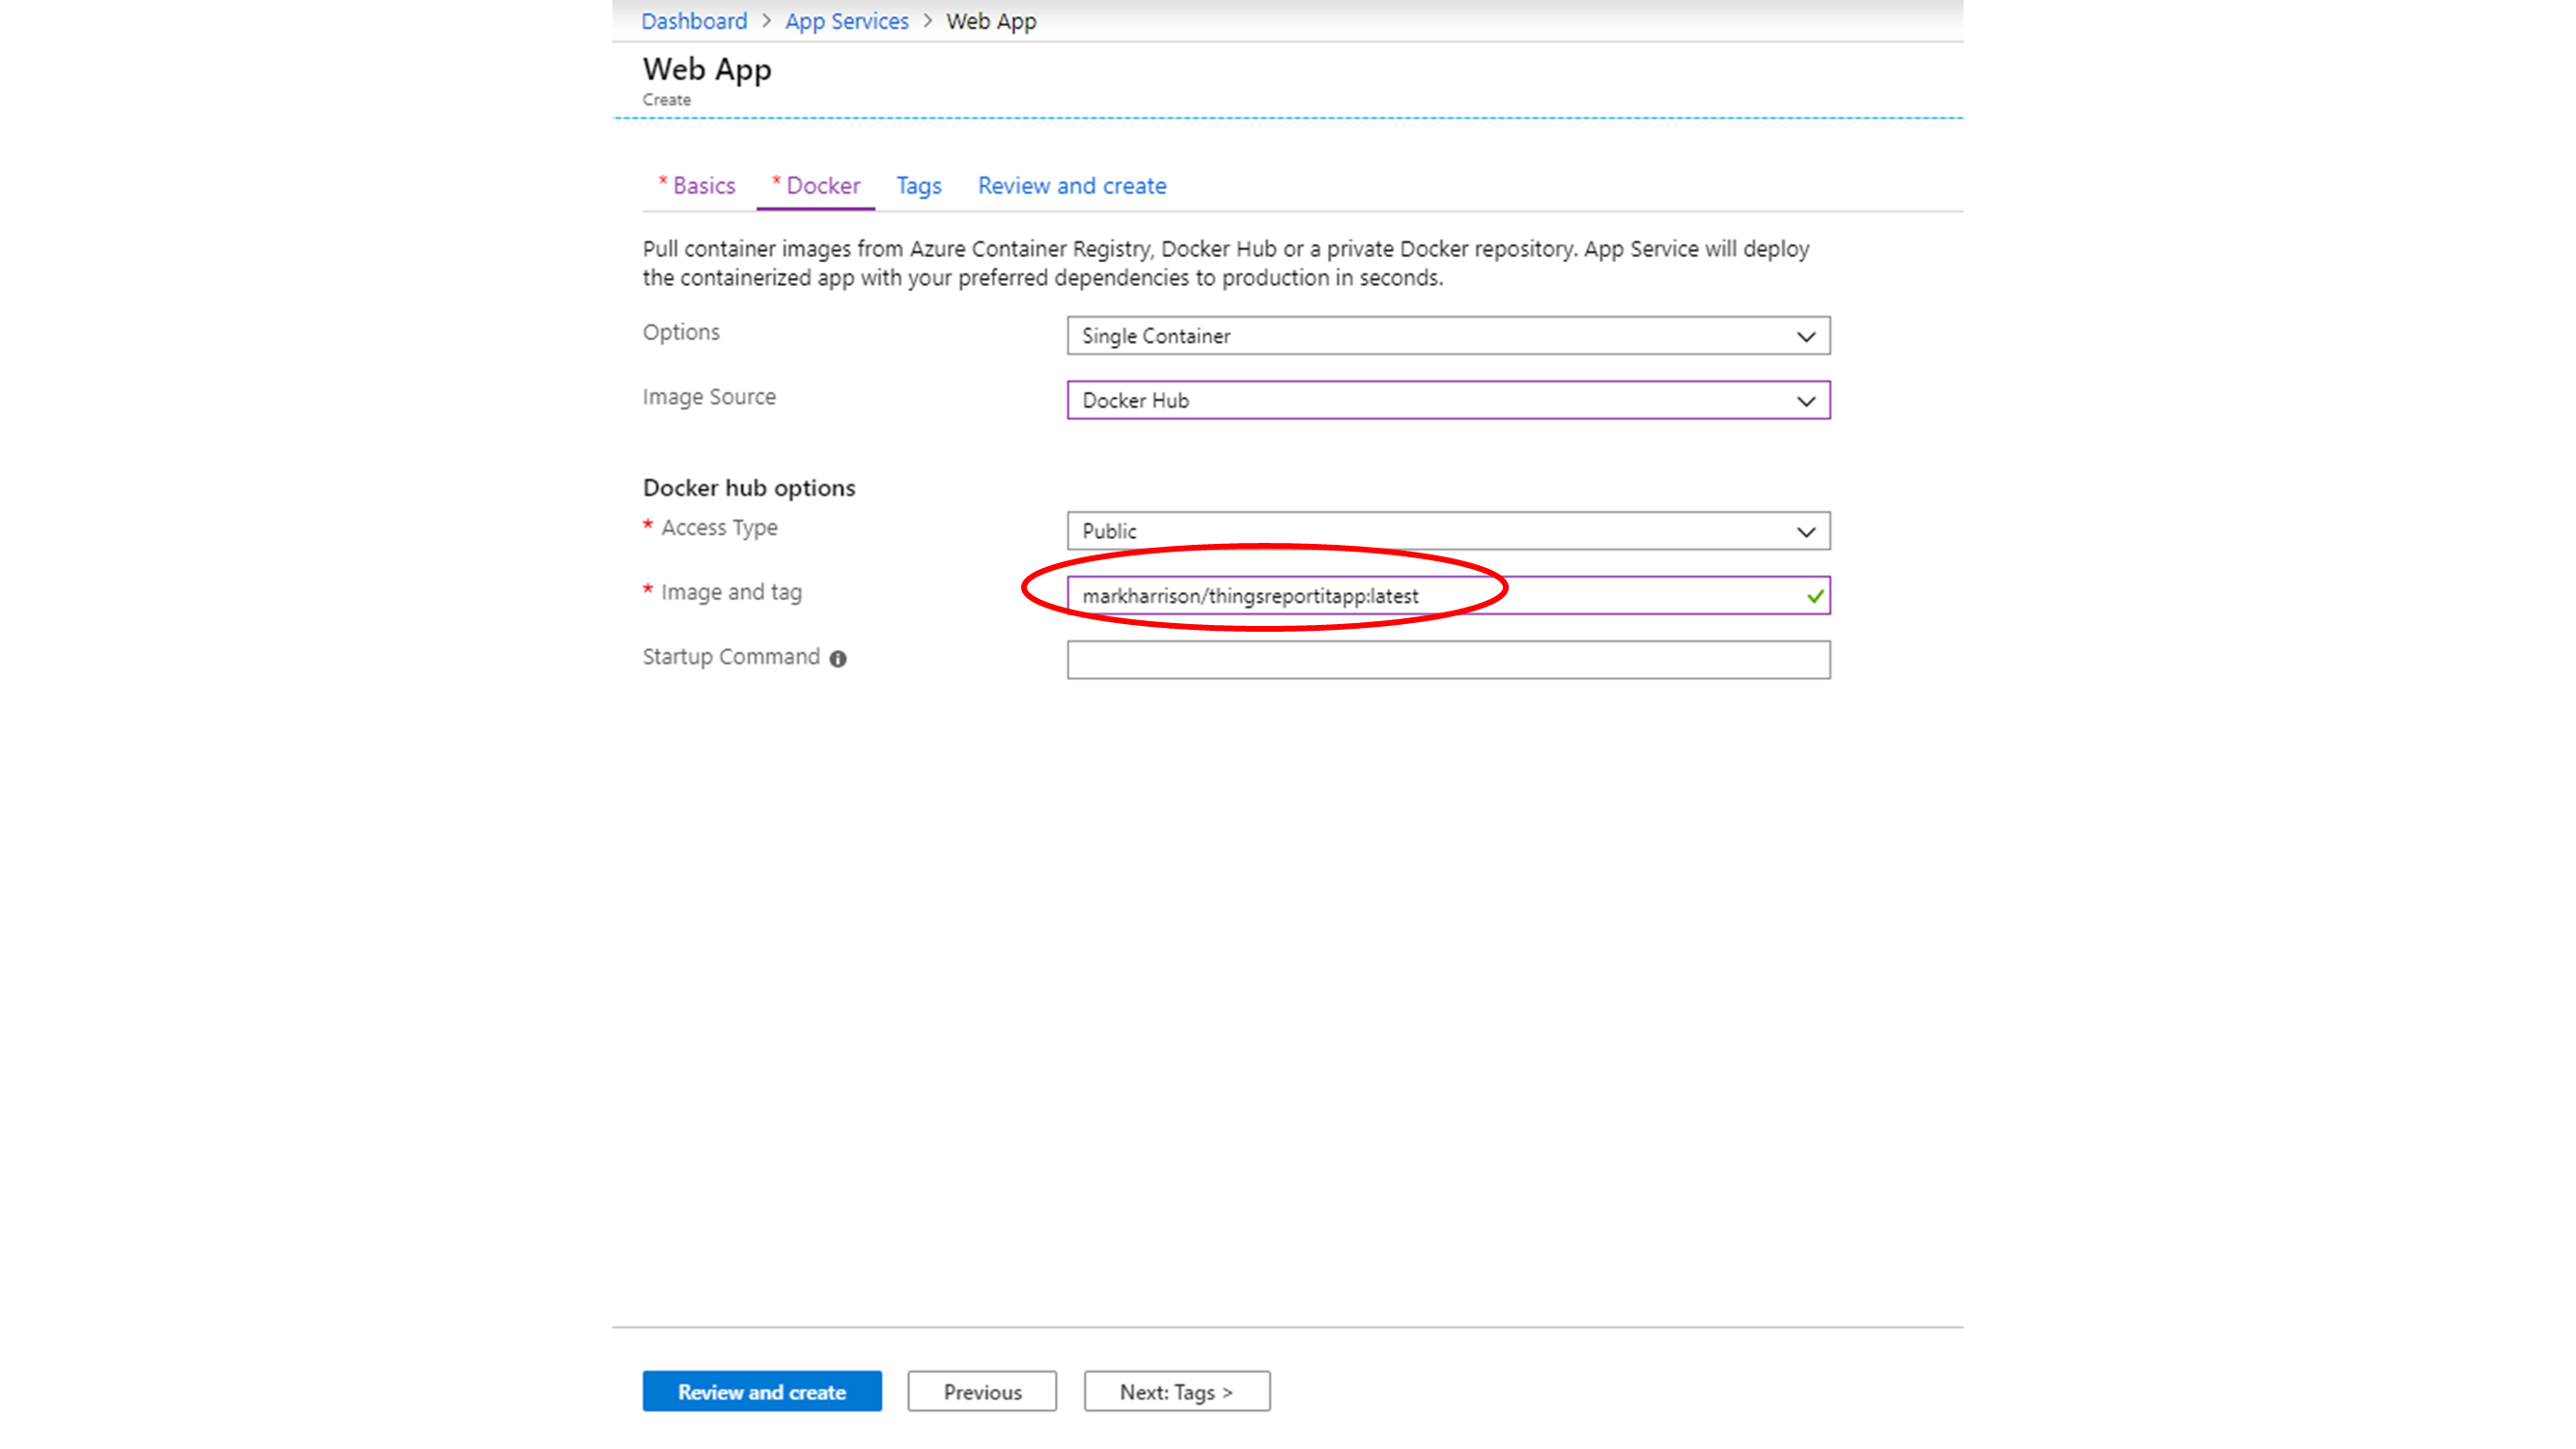 Dashboard > App Services > Web App
Web App
Create
* Basics * Docker Tags Review and create
Pull container images from Azure Container Registry, Docker Hub or a private Docker repository. App Service will deploy
the containerized app with your preferred dependencies to production in seconds.
Options Single Container
Image Source Docker Hub
Docker hub options
* Access Type Public
* Image and tag markharrison/thingsreportitapp:latest
Startup Command
Review and create Previous Next: Tags >